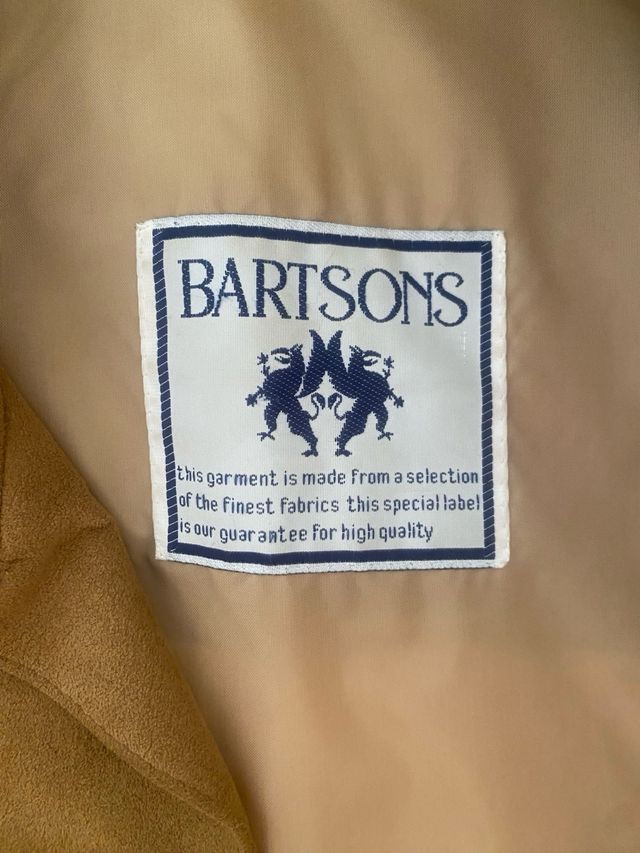 BARTSONS
this garment is made from a selection
of the finest fabrics this special label
is our guarantee for high quality